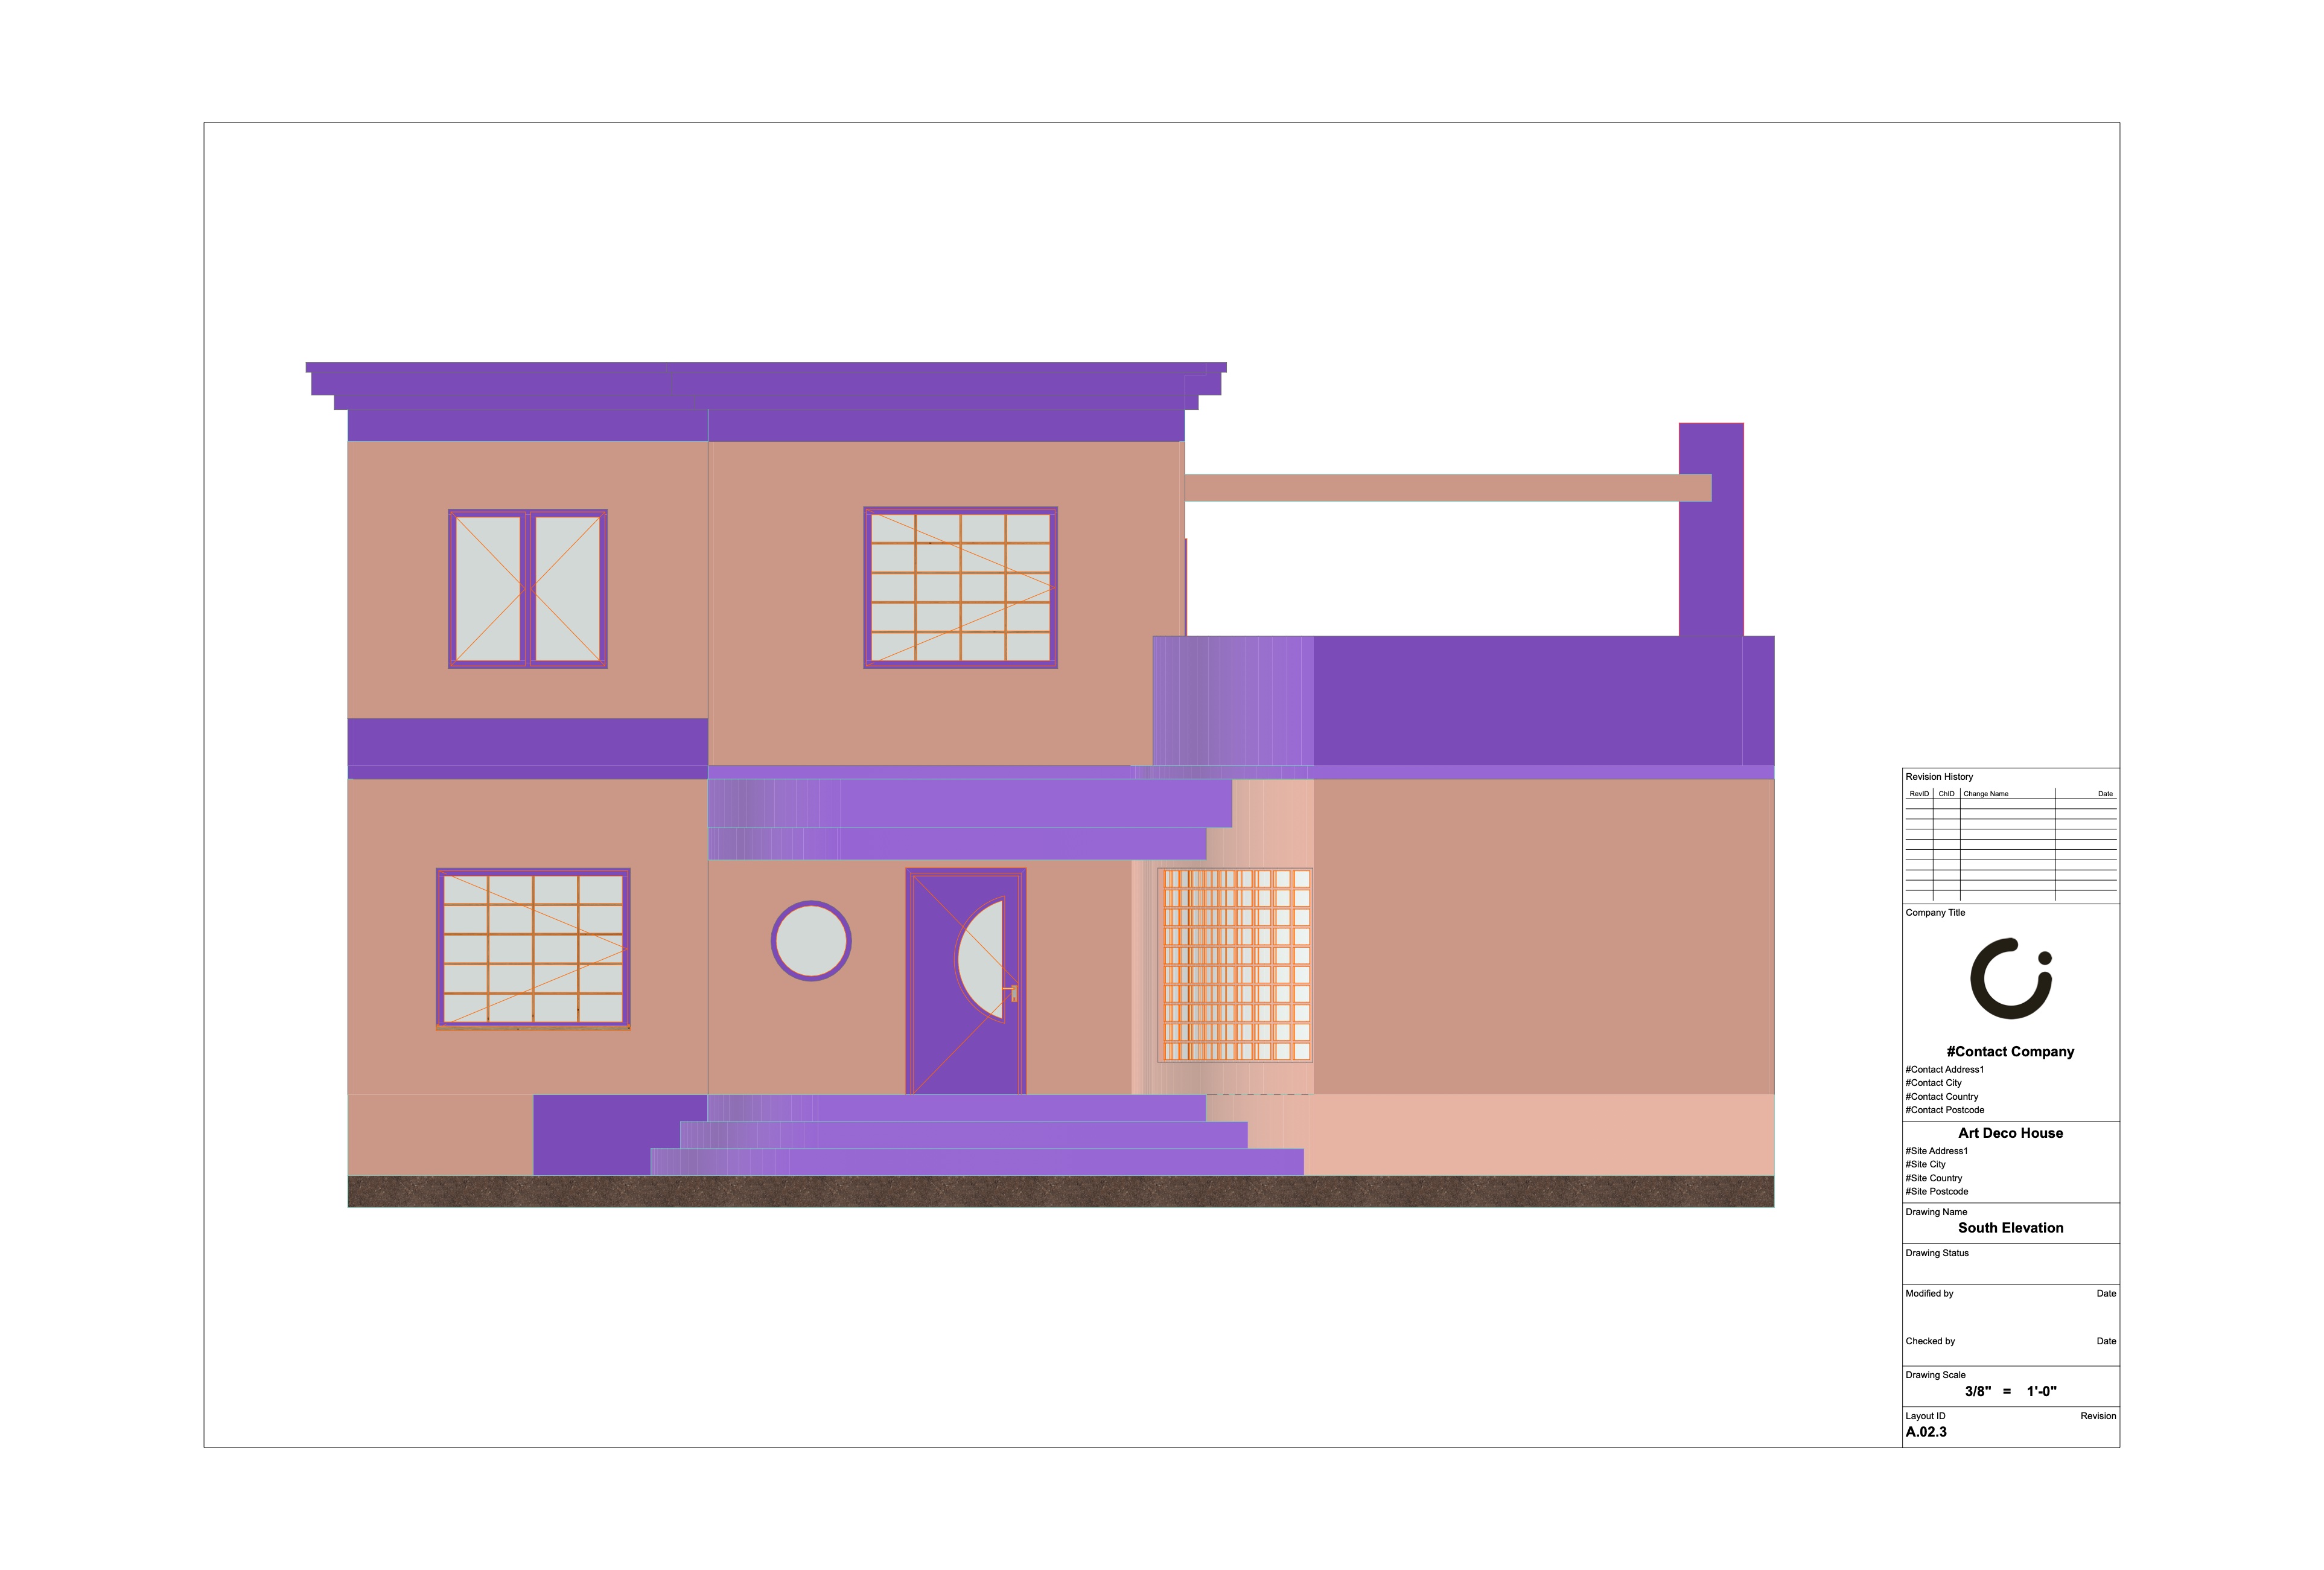 Revision History
RevID ChID Change Name Date
Company Title
#Contact Company
#Contact Address1
#Contact City
#Contact Country
#Contact Postcode
Art Deco House
#Site Address1
#Site City
#Site Country
#Site Postcode
Drawing Name
South Elevation
Drawing Status
Modified by Date
Checked by Date
Drawing Scale
3/8" = 1'-0"
Layout ID Revision
A.02.3